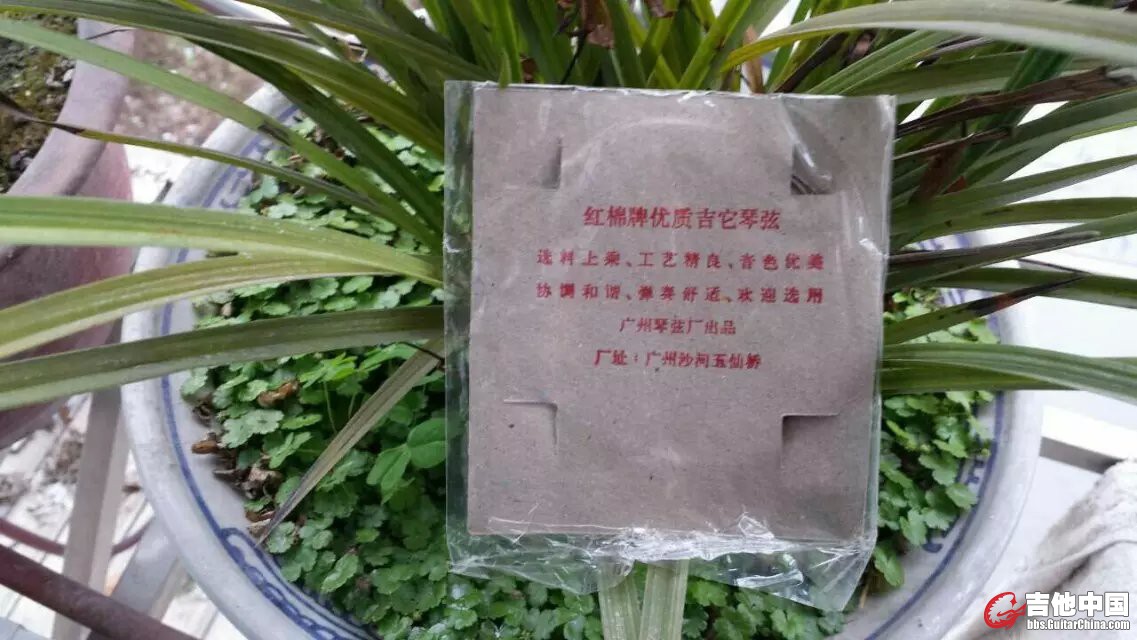 红棉牌优质吉它琴弦
选料上乘、工艺精良、音色优美
协调和谐、弹奏舒适、欢迎选用
广州琴弦厂出品
厂址：广州沙河五仙桥
吉他中国
bbs.GuitarChina.com